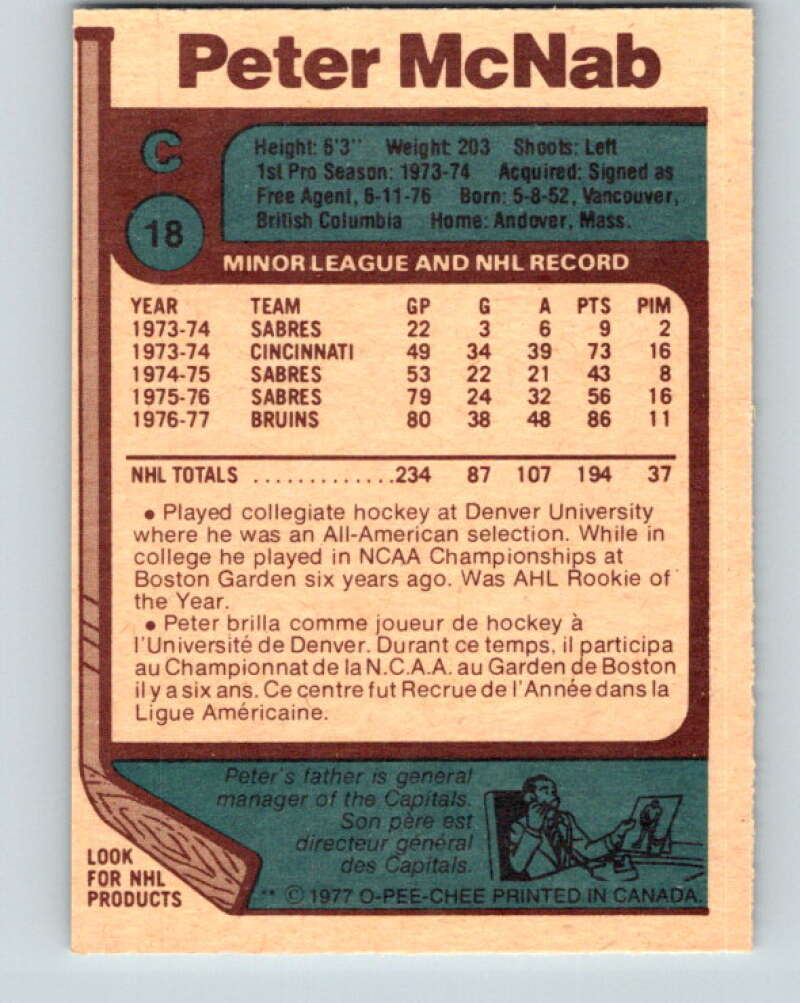 Peter McNab
C
18
Height: 6'3" Weight: 203 Shoots: Left
1st Pro Season: 1973-74 Acquired: Signed as
Free Agent, 6-11-76 Born: 5-8-52, Vancouver,
British Columbia Home: Andover, Mass.
MINOR LEAGUE AND NHL RECORD
YEAR TEAM GP G A PTS PIM
1973-74 SABRES 22 3 6 9 2
1973-74 CINCINNATI 49 34 39 73 16
1974-75 SABRES 53 22 21 43 8
1975-76 SABRES 79 24 32 56 16
1976-77 BRUINS 80 38 48 86 11
NHL TOTALS .............234 87 107 194 37
• Played collegiate hockey at Denver University
where he was an All-American selection. While in
college he played in NCAA Championships at
Boston Garden six years ago. Was AHL Rookie of
the Year.
• Peter brilla comme joueur de hockey à
l'Université de Denver. Durant ce temps, il participa
au Championnat de la N.C.A.A. au Garden de Boston
il y a six ans. Ce centre fut Recrue de l'Année dans la
Ligue Américaine.
Peter's father is general
manager of the Capitals.
Son père est
directeur général
des Capitals.
LOOK
FOR NHL
PRODUCTS
** © 1977 O-PEE-CHEE PRINTED IN CANADA.